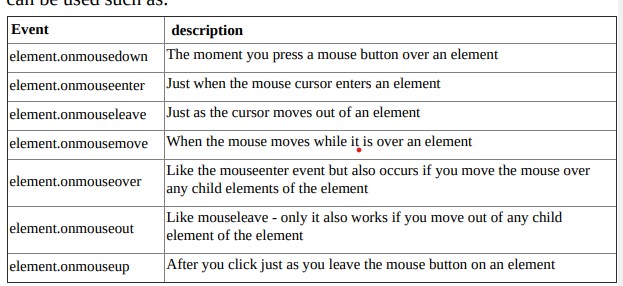 can be used such as:
Event description
element.onmousedown The moment you press a mouse button over an element
element.onmouseenter Just when the mouse cursor enters an element
element.onmouseleave Just as the cursor moves out of an element
element.onmousemove When the mouse moves while it is over an element
element.onmouseover Like the mouseenter event but also occurs if you move the mouse over
any child elements of the element
element.onmouseout Like mouseleave - only it also works if you move out of any child
element of the element
element.onmouseup After you click just as you leave the mouse button on an element